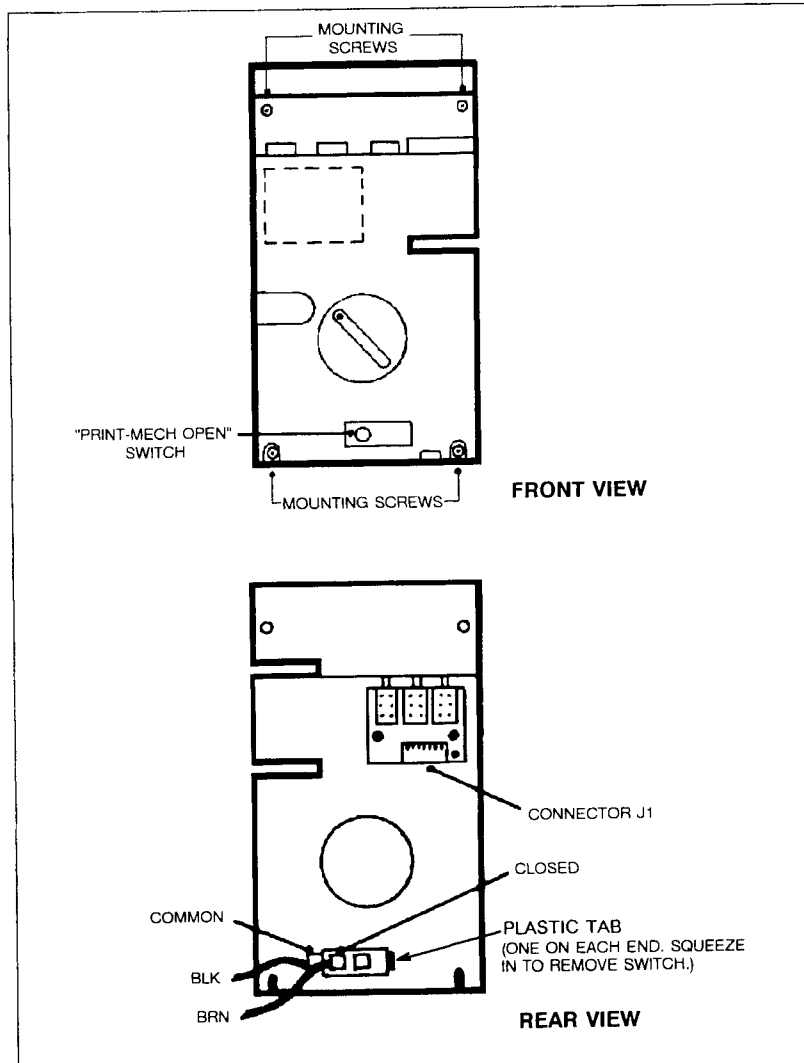 MOUNTING
SCREWS
"PRINT-MECH OPEN"
SWITCH
MOUNTING SCREWS
FRONT VIEW
CONNECTOR J1
CLOSED
COMMON
PLASTIC TAB
(ONE ON EACH END. SQUEEZE
IN TO REMOVE SWITCH.)
BLK
BRN
REAR VIEW